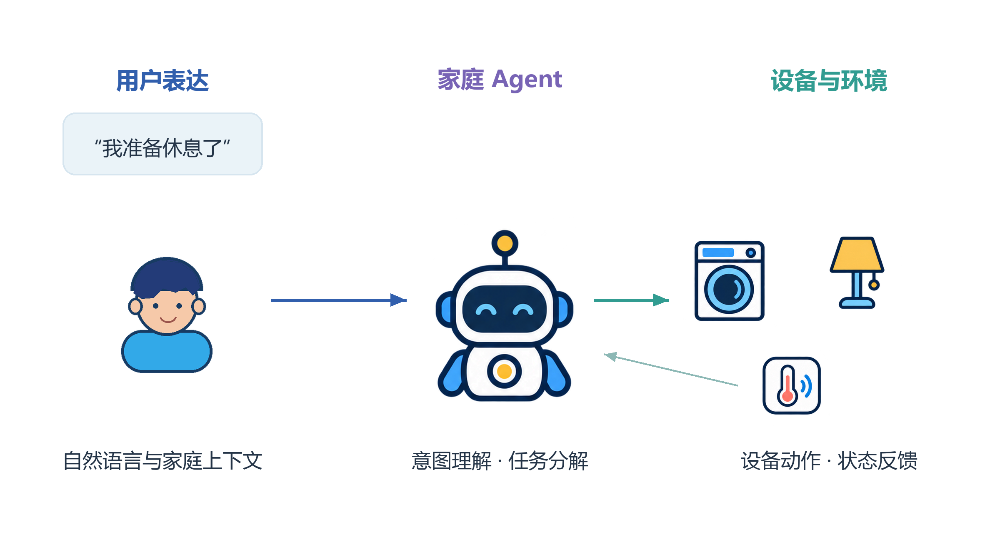 用户表达
家庭 Agent
设备与环境
“我准备休息了”
自然语言与家庭上下文
意图理解 · 任务分解
设备动作 · 状态反馈